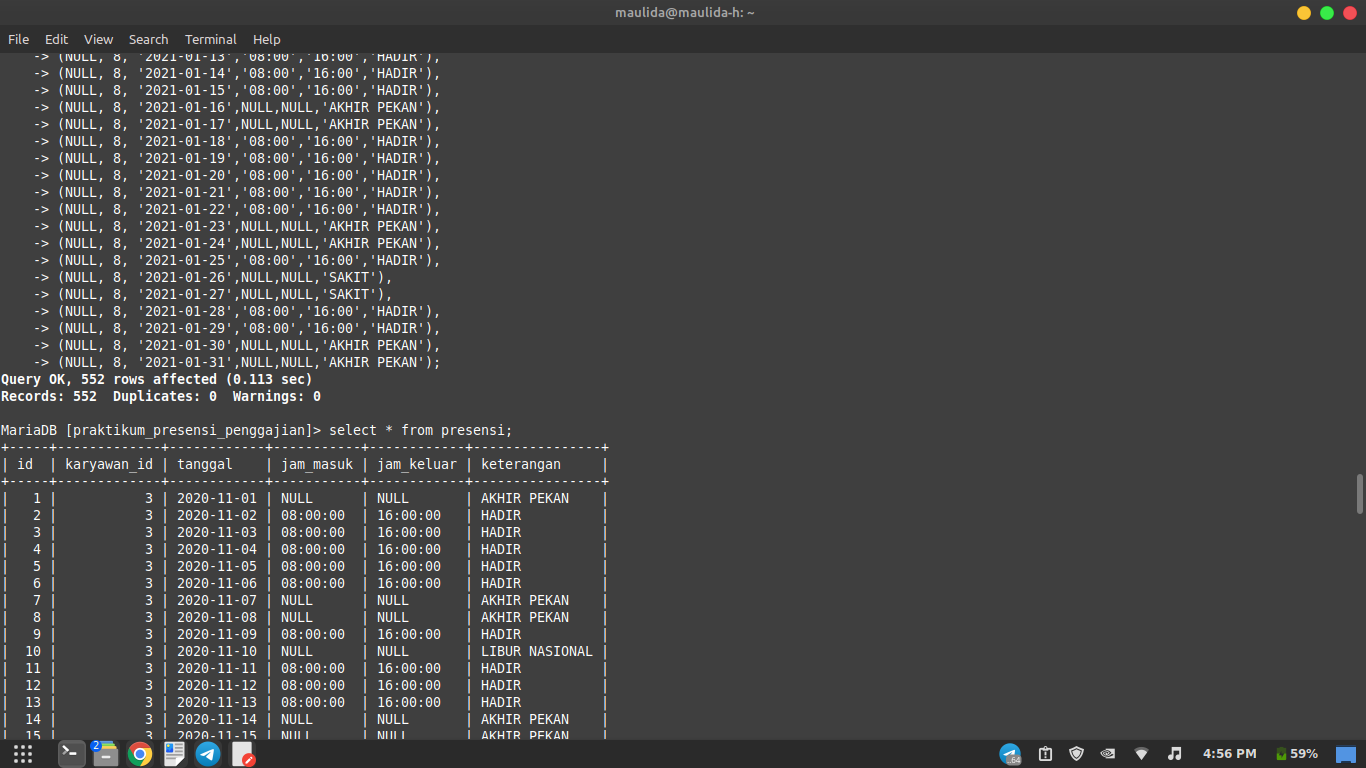 maulida@maulida-h: ~
File Edit View Search Terminal Help
-> (NULL, 8, '2021-01-13','08:00','16:00','HADIR'),
-> (NULL, 8, '2021-01-14','08:00','16:00','HADIR'),
-> (NULL, 8, '2021-01-15','08:00','16:00','HADIR'),
-> (NULL, 8, '2021-01-16',NULL,NULL,'AKHIR PEKAN'),
-> (NULL, 8, '2021-01-17',NULL,NULL,'AKHIR PEKAN'),
-> (NULL, 8, '2021-01-18','08:00','16:00','HADIR'),
-> (NULL, 8, '2021-01-19','08:00','16:00','HADIR'),
-> (NULL, 8, '2021-01-20','08:00','16:00','HADIR'),
-> (NULL, 8, '2021-01-21','08:00','16:00','HADIR'),
-> (NULL, 8, '2021-01-22','08:00','16:00','HADIR'),
-> (NULL, 8, '2021-01-23',NULL,NULL,'AKHIR PEKAN'),
-> (NULL, 8, '2021-01-24',NULL,NULL,'AKHIR PEKAN'),
-> (NULL, 8, '2021-01-25','08:00','16:00','HADIR'),
-> (NULL, 8, '2021-01-26',NULL,NULL,'SAKIT'),
-> (NULL, 8, '2021-01-27',NULL,NULL,'SAKIT'),
-> (NULL, 8, '2021-01-28','08:00','16:00','HADIR'),
-> (NULL, 8, '2021-01-29','08:00','16:00','HADIR'),
-> (NULL, 8, '2021-01-30',NULL,NULL,'AKHIR PEKAN'),
-> (NULL, 8, '2021-01-31',NULL,NULL,'AKHIR PEKAN');
Query OK, 552 rows affected (0.113 sec)
Records: 552  Duplicates: 0  Warnings: 0
MariaDB [praktikum_presensi_penggajian]> select * from presensi;
+-----+-------------+------------+-----------+------------+----------------+
| id  | karyawan_id | tanggal    | jam_masuk | jam_keluar | keterangan     |
+-----+-------------+------------+-----------+------------+----------------+
|   1 |           3 | 2020-11-01 | NULL      | NULL       | AKHIR PEKAN    |
|   2 |           3 | 2020-11-02 | 08:00:00  | 16:00:00   | HADIR          |
|   3 |           3 | 2020-11-03 | 08:00:00  | 16:00:00   | HADIR          |
|   4 |           3 | 2020-11-04 | 08:00:00  | 16:00:00   | HADIR          |
|   5 |           3 | 2020-11-05 | 08:00:00  | 16:00:00   | HADIR          |
|   6 |           3 | 2020-11-06 | 08:00:00  | 16:00:00   | HADIR          |
|   7 |           3 | 2020-11-07 | NULL      | NULL       | AKHIR PEKAN    |
|   8 |           3 | 2020-11-08 | NULL      | NULL       | AKHIR PEKAN    |
|   9 |           3 | 2020-11-09 | 08:00:00  | 16:00:00   | HADIR          |
|  10 |           3 | 2020-11-10 | NULL      | NULL       | LIBUR NASIONAL |
|  11 |           3 | 2020-11-11 | 08:00:00  | 16:00:00   | HADIR          |
|  12 |           3 | 2020-11-12 | 08:00:00  | 16:00:00   | HADIR          |
|  13 |           3 | 2020-11-13 | 08:00:00  | 16:00:00   | HADIR          |
|  14 |           3 | 2020-11-14 | NULL      | NULL       | AKHIR PEKAN    |
|  15 |           3 | 2020-11-15 | NULL      | NULL       | AKHIR PEKAN    |
2
..64
4:56 PM
59%